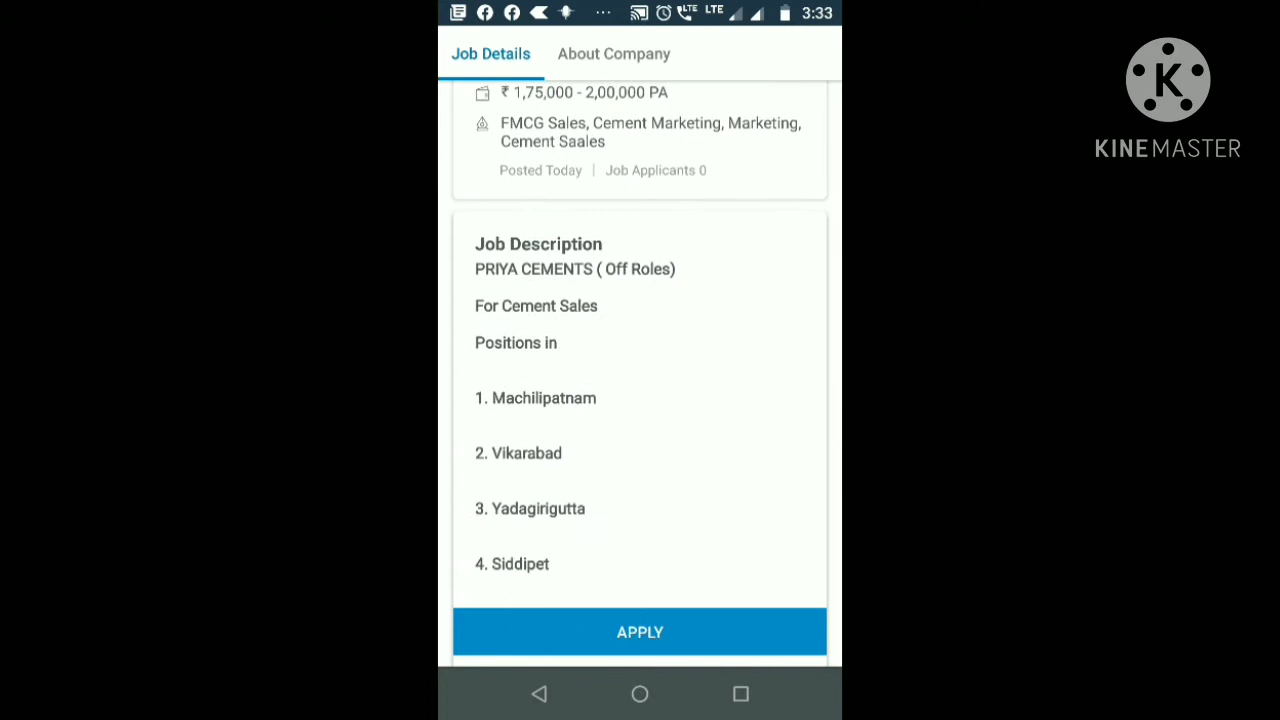 LTE LTE 3:33
Job Details About Company
₹ 1,75,000 - 2,00,000 PA
FMCG Sales, Cement Marketing, Marketing,
Cement Saales
Posted Today | Job Applicants 0
Job Description
PRIYA CEMENTS ( Off Roles)
For Cement Sales
Positions in
1. Machilipatnam
2. Vikarabad
3. Yadagirigutta
4. Siddipet
APPLY
K
KINEMASTER